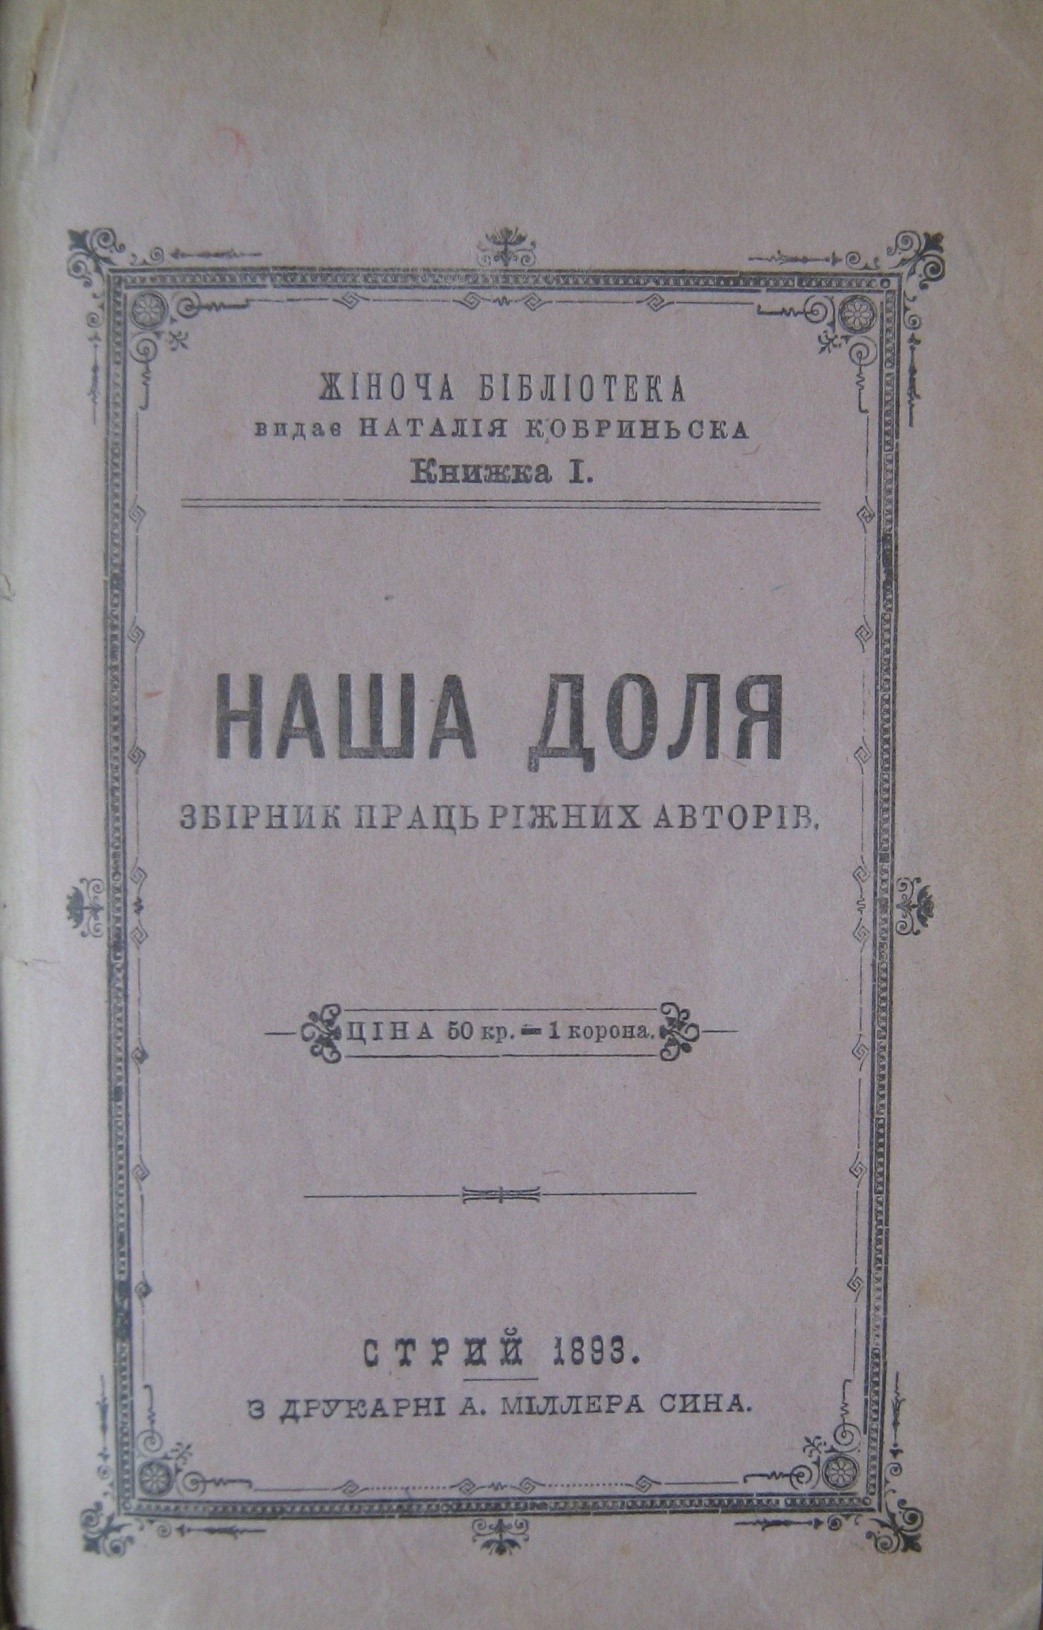 ЖІНОЧА БІБЛІОТЕКА
видає НАТАЛІЯ КОБРИНЬСКА
Книжка I.
НАША ДОЛЯ
ЗБІРНИК ПРАЦЬ РІЖНИХ АВТОРІВ.
ЦІНА 50 кр. = 1 корона.
СТРИЙ 1893.
З ДРУКАРНІ А. МІЛЛЕРА СИНА.